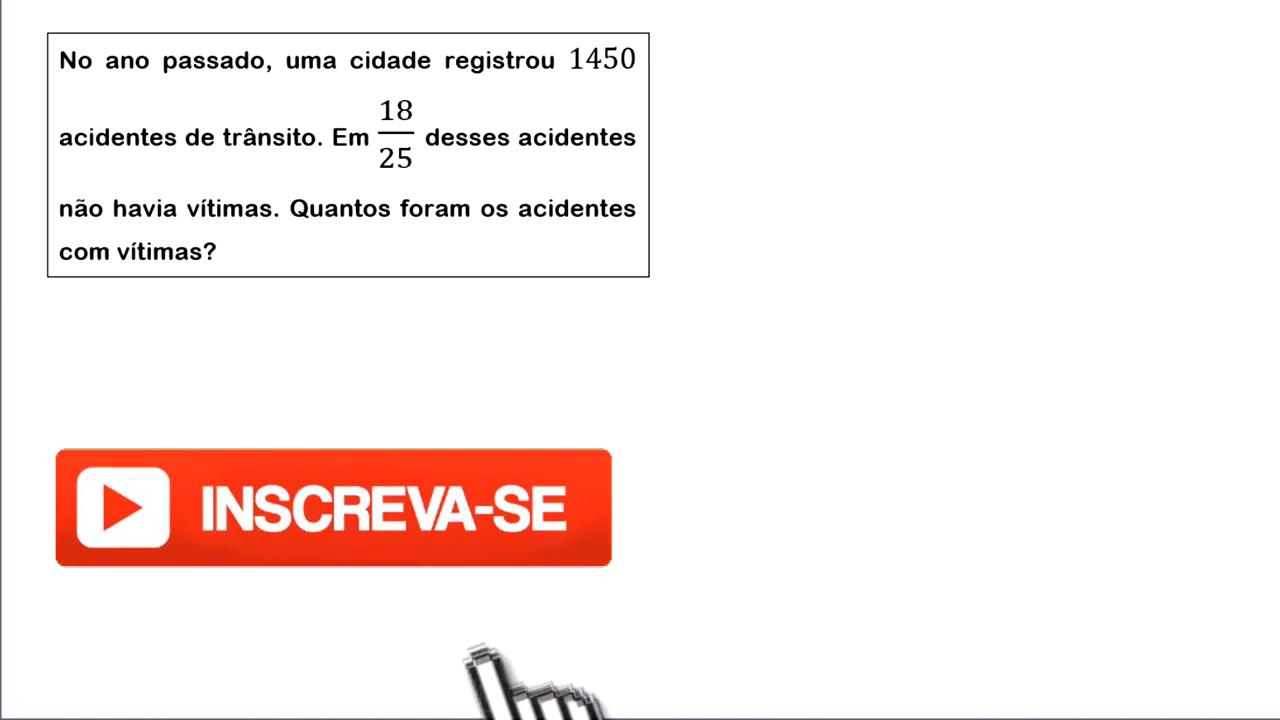 No ano passado, uma cidade registrou 1450
acidentes de trânsito. Em 18/25 desses acidentes
não havia vítimas. Quantos foram os acidentes
com vítimas?
INSCREVA-SE